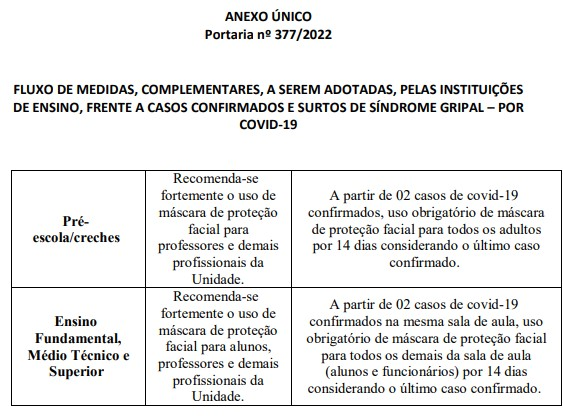 ANEXO ÚNICO
Portaria nº 377/2022
FLUXO DE MEDIDAS, COMPLEMENTARES, A SEREM ADOTADAS, PELAS INSTITUIÇÕES
DE ENSINO, FRENTE A CASOS CONFIRMADOS E SURTOS DE SÍNDROME GRIPAL – POR
COVID-19
Pré-
escola/creches
Recomenda-se
fortemente o uso de
máscara de proteção
facial para
professores e demais
profissionais da
Unidade.
A partir de 02 casos de covid-19
confirmados, uso obrigatório de máscara
de proteção facial para todos os adultos
por 14 dias considerando o último caso
confirmado.
Ensino
Fundamental,
Médio Técnico e
Superior
Recomenda-se
fortemente o uso de
máscara de proteção
facial para alunos,
professores e demais
profissionais da
Unidade.
A partir de 02 casos de covid-19
confirmados na mesma sala de aula, uso
obrigatório de máscara de proteção facial
para todos os demais da sala de aula
(alunos e funcionários) por 14 dias
considerando o último caso confirmado.